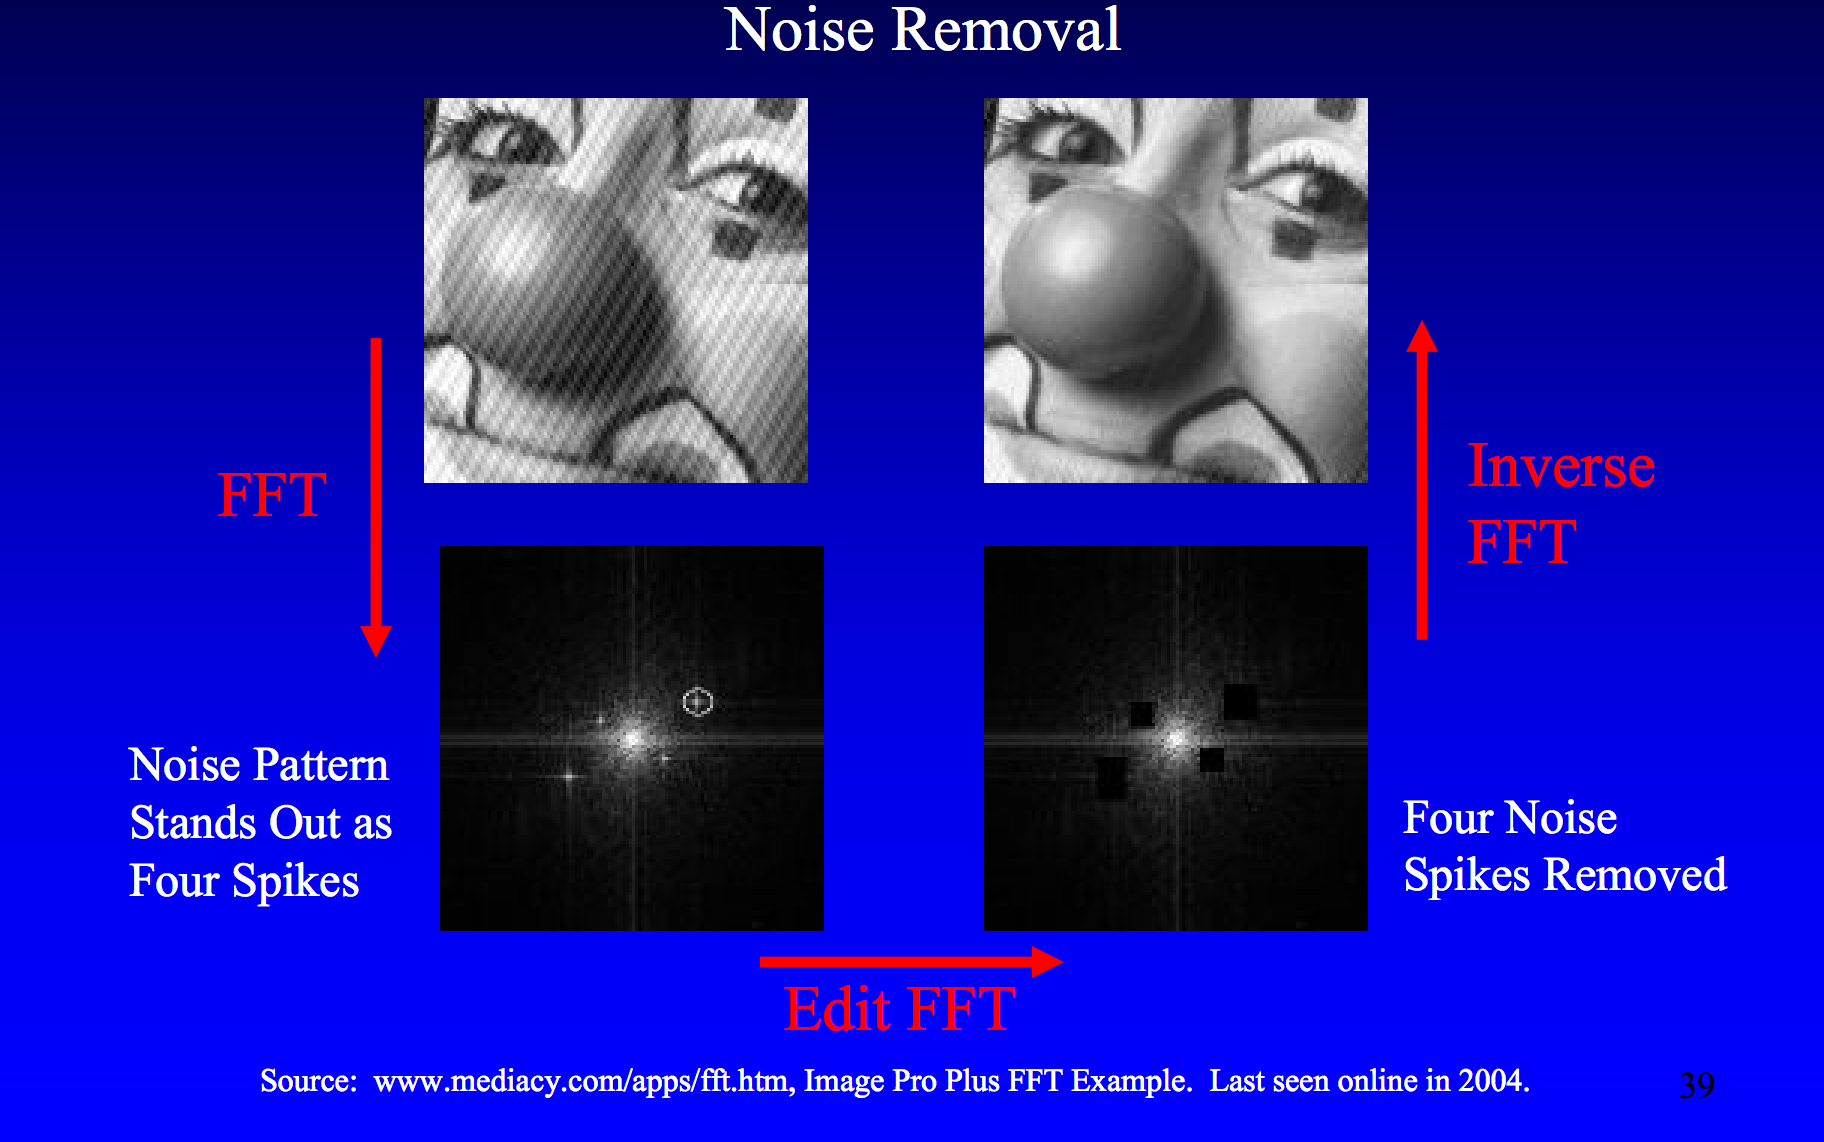 Noise Removal
FFT
Inverse
FFT
Noise Pattern
Stands Out as
Four Spikes
Four Noise
Spikes Removed
Edit FFT
Source:  www.mediacy.com/apps/fft.htm, Image Pro Plus FFT Example.  Last seen online in 2004.
39